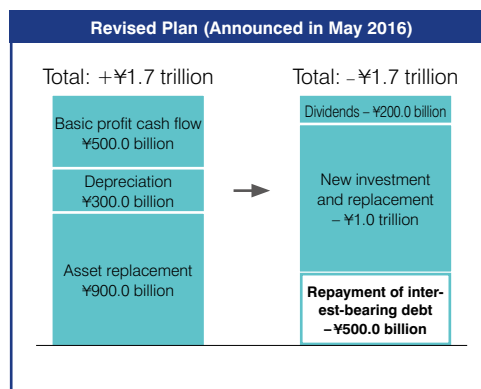 Revised Plan (Announced in May 2016)
Total: +¥1.7 trillion
Basic profit cash flow
¥500.0 billion
Depreciation
¥300.0 billion
Asset replacement
¥900.0 billion
Total: –¥1.7 trillion
Dividends –¥200.0 billion
New investment
and replacement
–¥1.0 trillion
Repayment of inter-
est-bearing debt
–¥500.0 billion